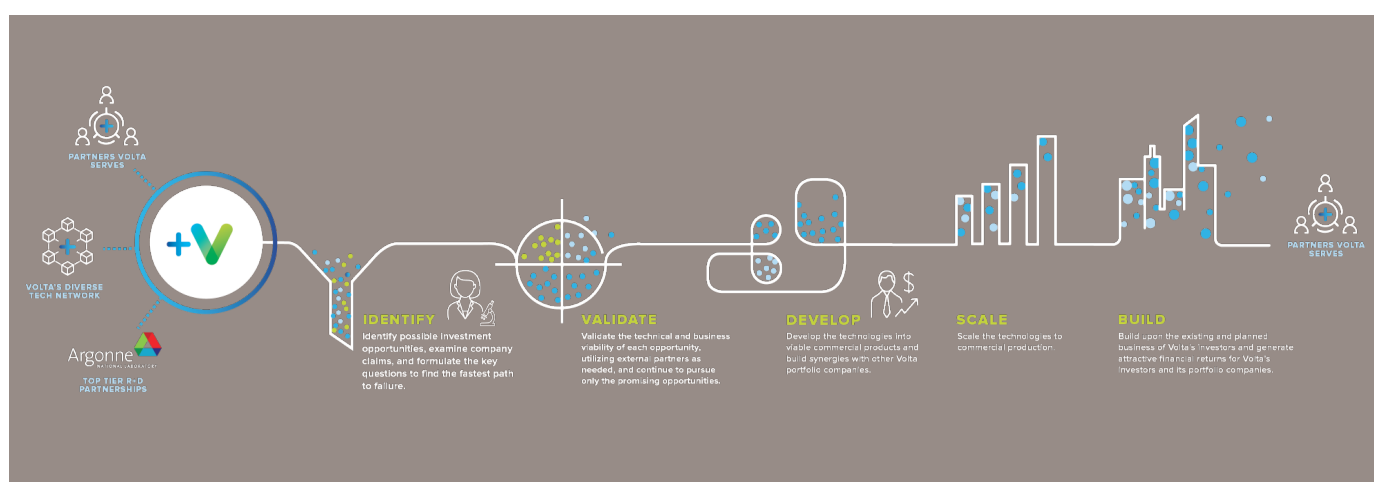 PARTNERS VOLTA
SERVES
VOLTA'S DIVERSE
TECH NETWORK
Argonne
NATIONAL LABORATORY
TOP TIER R+D
PARTNERSHIPS
+V
IDENTIFY
Identify possible investment
opportunities, examine company
claims, and formulate the key
questions to find the fastest path
to failure.
VALIDATE
Validate the technical and business
viability of each opportunity,
utilizing external partners as
needed, and continue to pursue
only the promising opportunities.
DEVELOP
Develop the technologies into
viable commercial products and
build synergies with other Volta
portfolio companies.
$
SCALE
Scale the technologies to
commercial production.
BUILD
Build upon the existing and planned
business of Volta's investors and generate
attractive financial returns for Volta's
investors and its portfolio companies.
PARTNERS VOLTA
SERVES